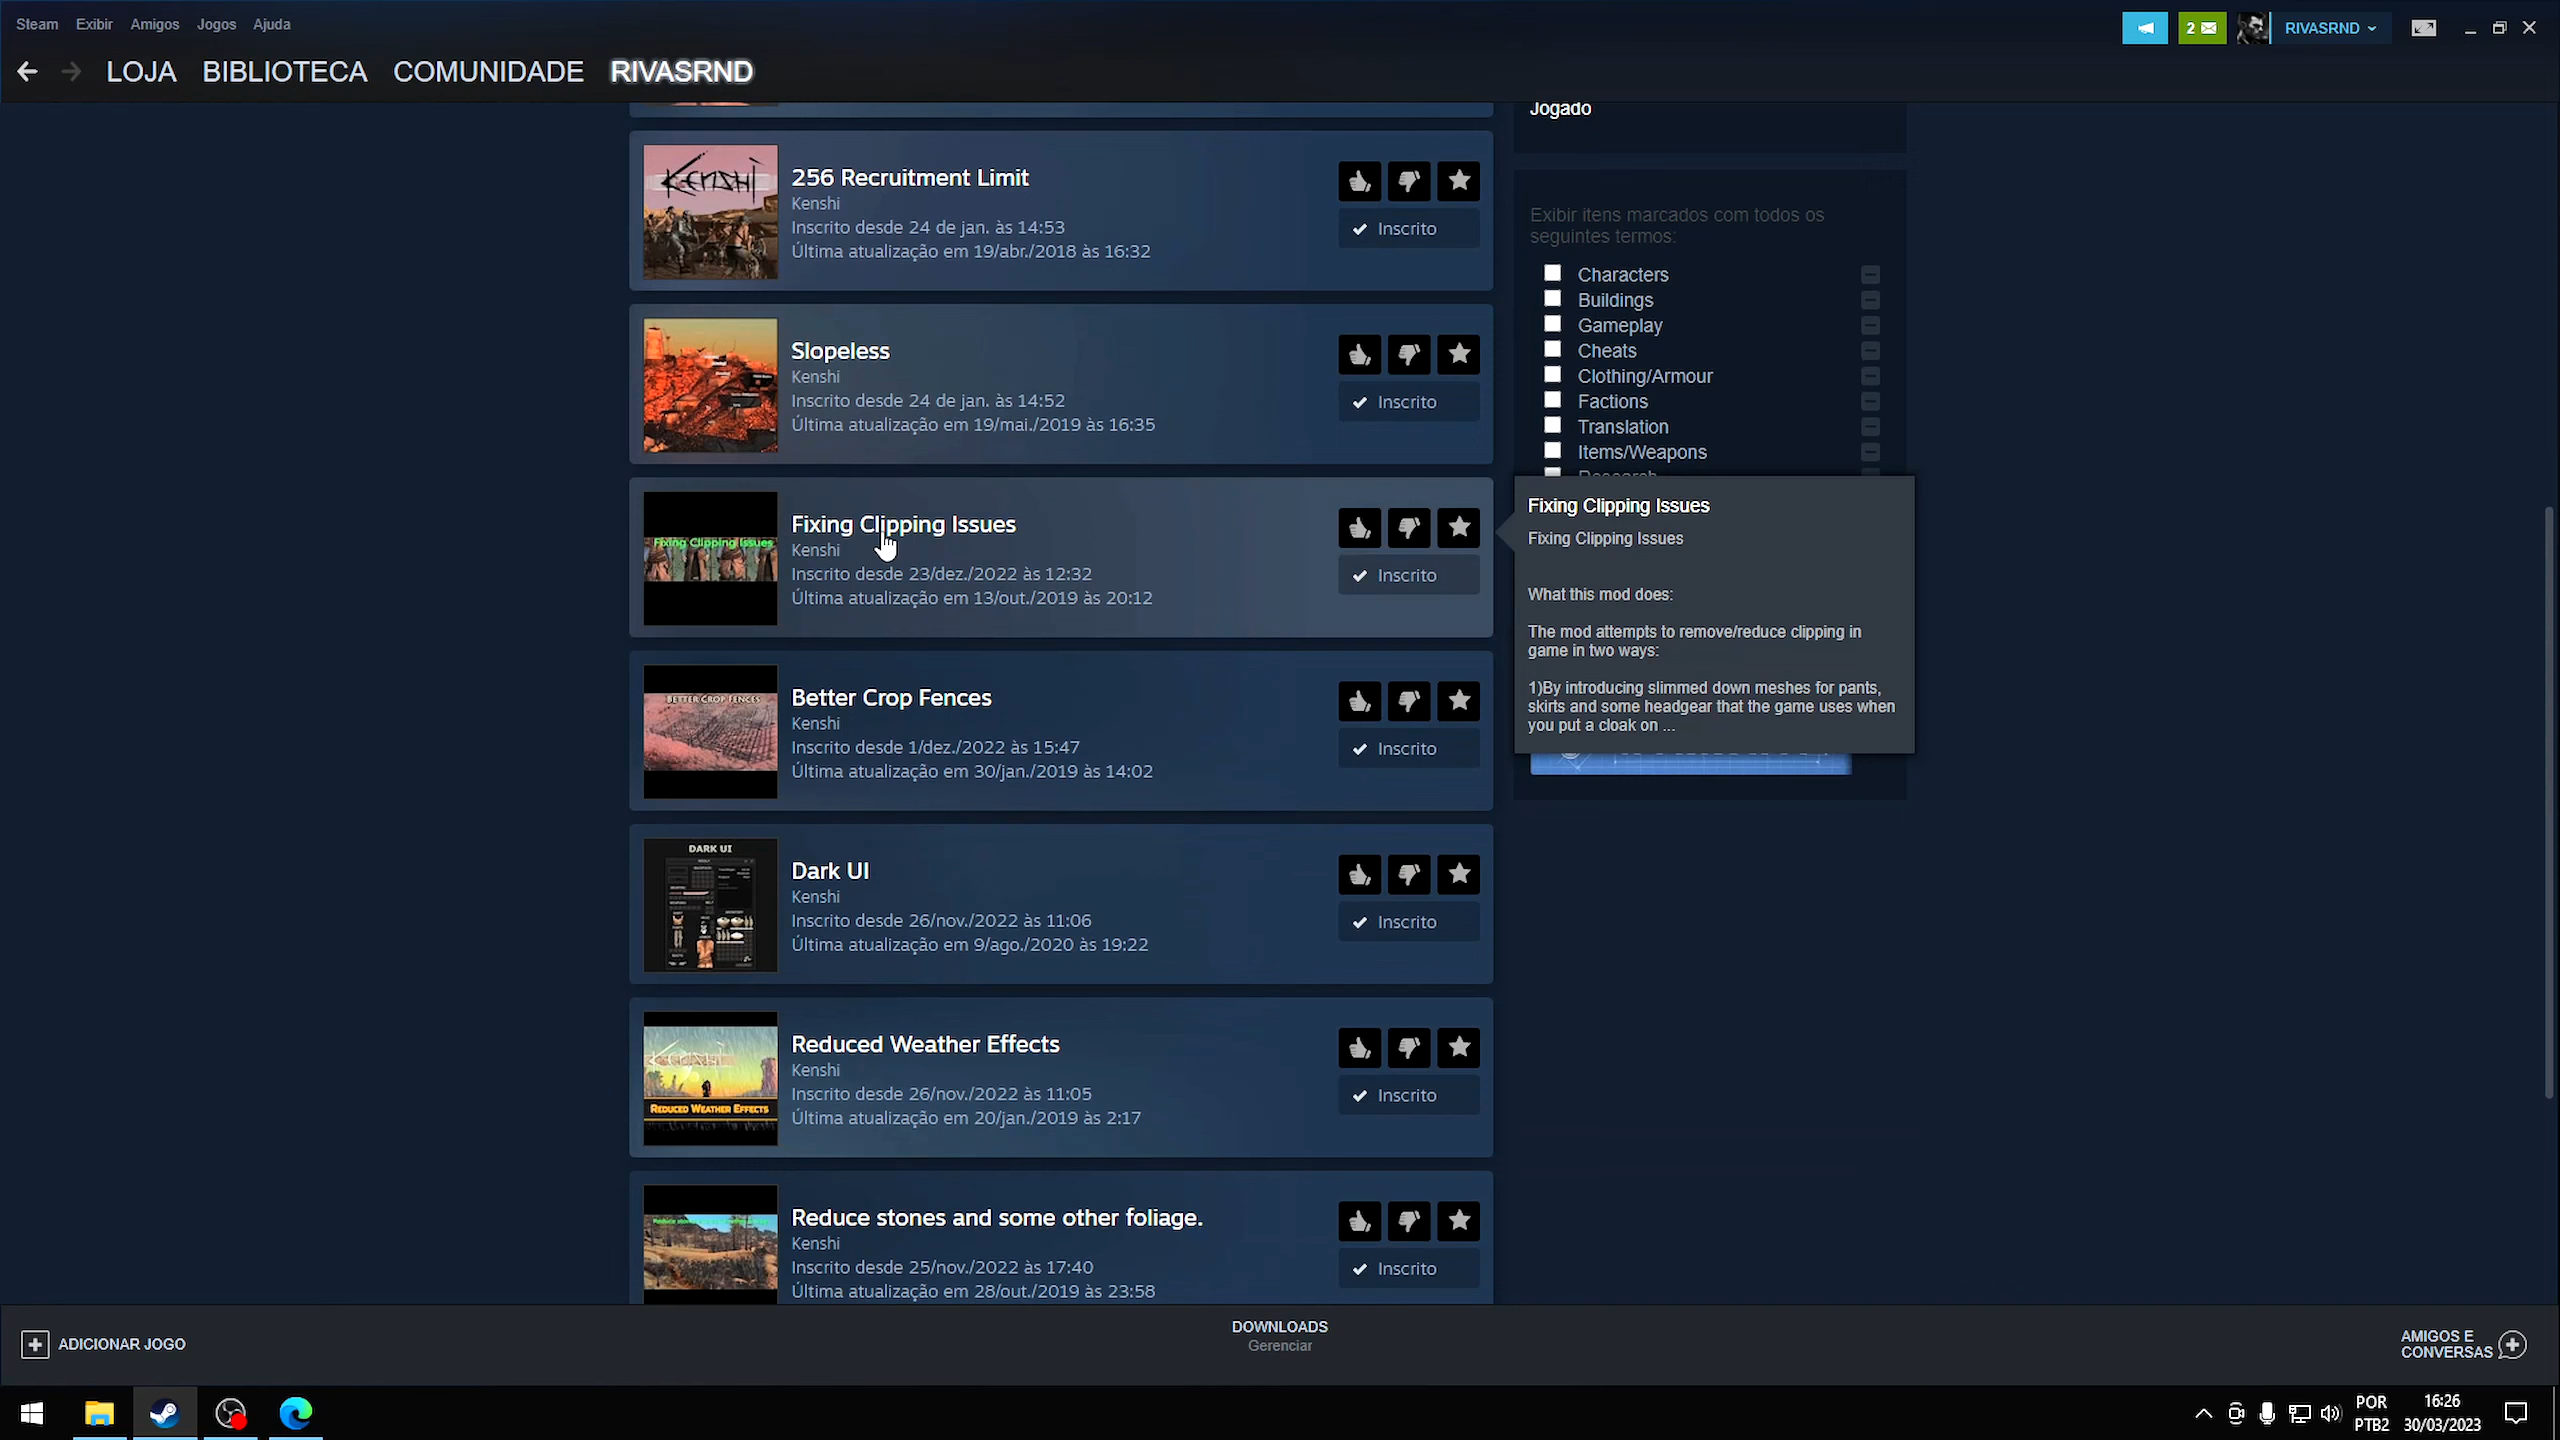 Steam Exibir Amigos Jogos Ajuda
2
RIVASRND
LOJA BIBLIOTECA COMUNIDADE RIVASRND
Jogado
KENSHI
256 Recruitment Limit
Kenshi
Inscrito desde 24 de jan. às 14:53
Última atualização em 19/abr./2018 às 16:32
Inscrito
Slopeless
Kenshi
Inscrito desde 24 de jan. às 14:52
Última atualização em 19/mai./2019 às 16:35
Inscrito
Fixing Clipping Issues
Fixing Clipping Issues
Kenshi
Inscrito desde 23/dez./2022 às 12:32
Última atualização em 13/out./2019 às 20:12
Inscrito
BETTER CROP FENCES
Better Crop Fences
Kenshi
Inscrito desde 1/dez./2022 às 15:47
Última atualização em 30/jan./2019 às 14:02
Inscrito
DARK UI
Dark UI
Kenshi
Inscrito desde 26/nov./2022 às 11:06
Última atualização em 9/ago./2020 às 19:22
Inscrito
KENSHI
REDUCED WEATHER EFFECTS
Reduced Weather Effects
Kenshi
Inscrito desde 26/nov./2022 às 11:05
Última atualização em 20/jan./2019 às 2:17
Inscrito
Reduce stones and some other foliage.
Kenshi
Inscrito desde 25/nov./2022 às 17:40
Última atualização em 28/out./2019 às 23:58
Inscrito
Exibir itens marcados com todos os
seguintes termos:
Characters
Buildings
Gameplay
Cheats
Clothing/Armour
Factions
Translation
Items/Weapons
Research
Fixing Clipping Issues
Fixing Clipping Issues
What this mod does:
The mod attempts to remove/reduce clipping in
game in two ways:
1)By introducing slimmed down meshes for pants,
skirts and some headgear that the game uses when
you put a cloak on ...
ADICIONAR JOGO
DOWNLOADS
Gerenciar
AMIGOS E
CONVERSAS
POR
PTB2
16:26
30/03/2023